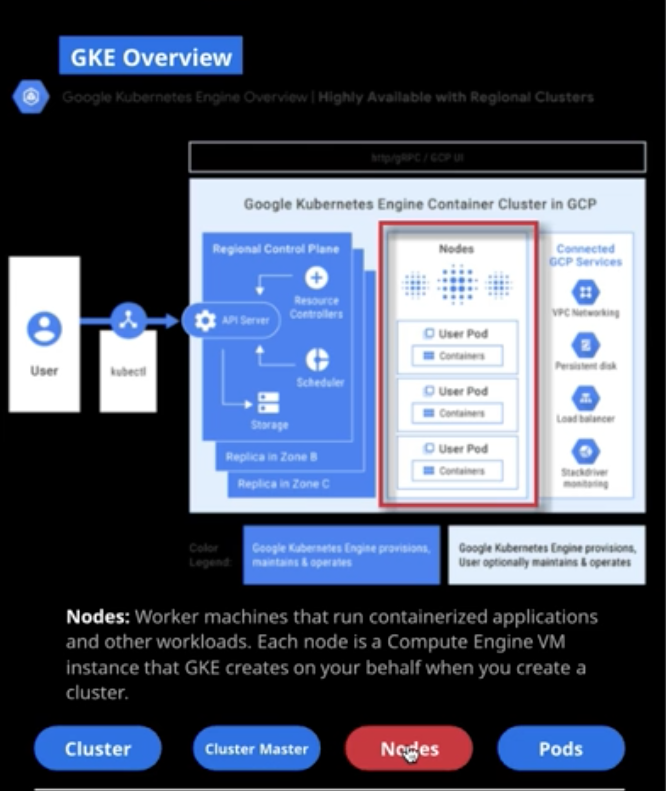 GKE Overview
Google Kubernetes Engine Overview | Highly Available with Regional Clusters
http/gRPC / GCP UI
Google Kubernetes Engine Container Cluster in GCP
Regional Control Plane
Resource
Controllers
API Server
Scheduler
Storage
Replica in Zone B
Replica in Zone C
Nodes
User Pod
Containers
User Pod
Containers
User Pod
Containers
Connected
GCP Services
VPC Networking
Persistent disk
Load balancer
Stackdriver
monitoring
User
kubectl
Color
Legend:
Google Kubernetes Engine provisions,
maintains & operates
Google Kubernetes Engine provisions,
User optionally maintains & operates
Nodes: Worker machines that run containerized applications
and other workloads. Each node is a Compute Engine VM
instance that GKE creates on your behalf when you create a
cluster.
Cluster
Cluster Master
Nodes
Pods